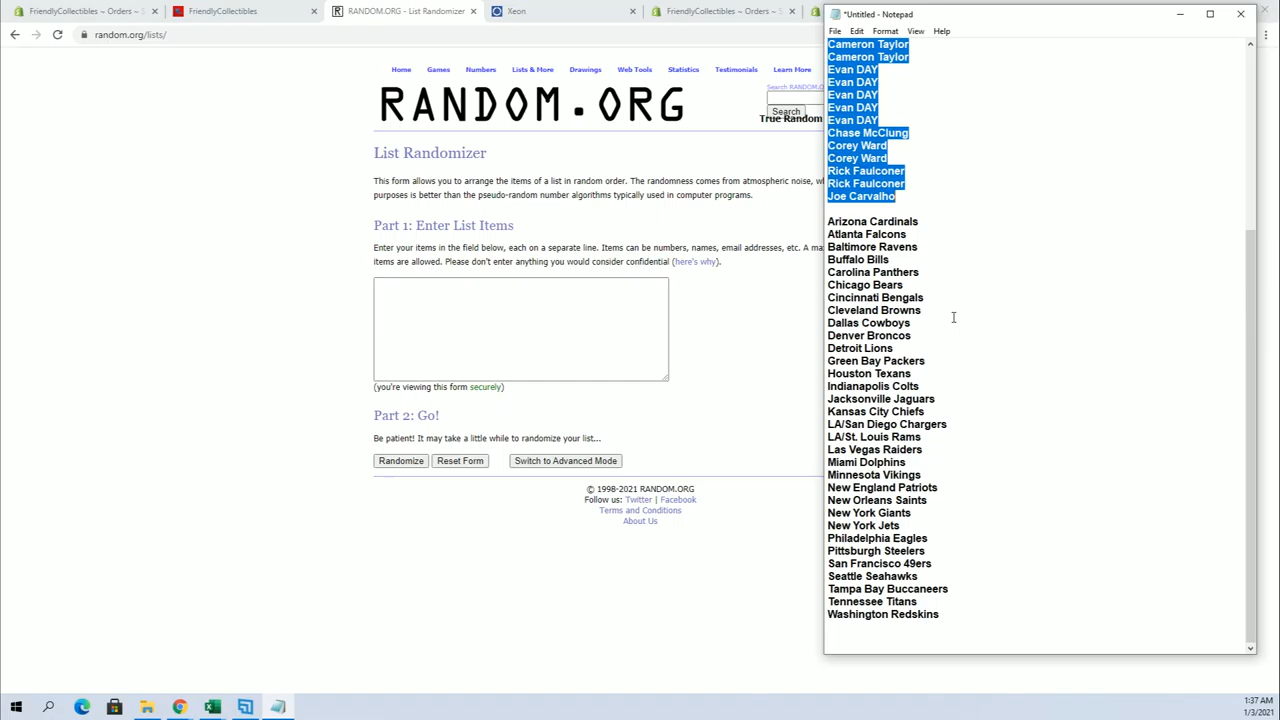 FriendlyCollectibles ~ Orders ~ S
FriendlyCollectibles
RANDOM.ORG - List Randomizer
Xeon
FriendlyCollectibles ~ Orders ~ S
random.org/lists/
Home Games Numbers Lists & More Drawings Web Tools Statistics Testimonials Learn More
Search RANDOM.O
RANDOM.ORG
Search
True Random
List Randomizer
This form allows you to arrange the items of a list in random order. The randomness comes from atmospheric noise, w
purposes is better than the pseudo-random number algorithms typically used in computer programs.
Part 1: Enter List Items
Enter your items in the field below, each on a separate line. Items can be numbers, names, email addresses, etc. A ma
items are allowed. Please don't enter anything you would consider confidential (here's why).
(you're viewing this form securely)
Part 2: Go!
Be patient! It may take a little while to randomize your list...
Randomize Reset Form Switch to Advanced Mode
© 1998-2021 RANDOM.ORG
Follow us: Twitter | Facebook
Terms and Conditions
About Us
*Untitled - Notepad
File Edit Format View Help
Cameron Taylor
Cameron Taylor
Evan DAY
Evan DAY
Evan DAY
Evan DAY
Evan DAY
Chase McClung
Corey Ward
Corey Ward
Rick Faulconer
Rick Faulconer
Joe Carvalho
Arizona Cardinals
Atlanta Falcons
Baltimore Ravens
Buffalo Bills
Carolina Panthers
Chicago Bears
Cincinnati Bengals
Cleveland Browns
Dallas Cowboys
Denver Broncos
Detroit Lions
Green Bay Packers
Houston Texans
Indianapolis Colts
Jacksonville Jaguars
Kansas City Chiefs
LA/San Diego Chargers
LA/St. Louis Rams
Las Vegas Raiders
Miami Dolphins
Minnesota Vikings
New England Patriots
New Orleans Saints
New York Giants
New York Jets
Philadelphia Eagles
Pittsburgh Steelers
San Francisco 49ers
Seattle Seahawks
Tampa Bay Buccaneers
Tennessee Titans
Washington Redskins
1:37 AM
1/3/2021